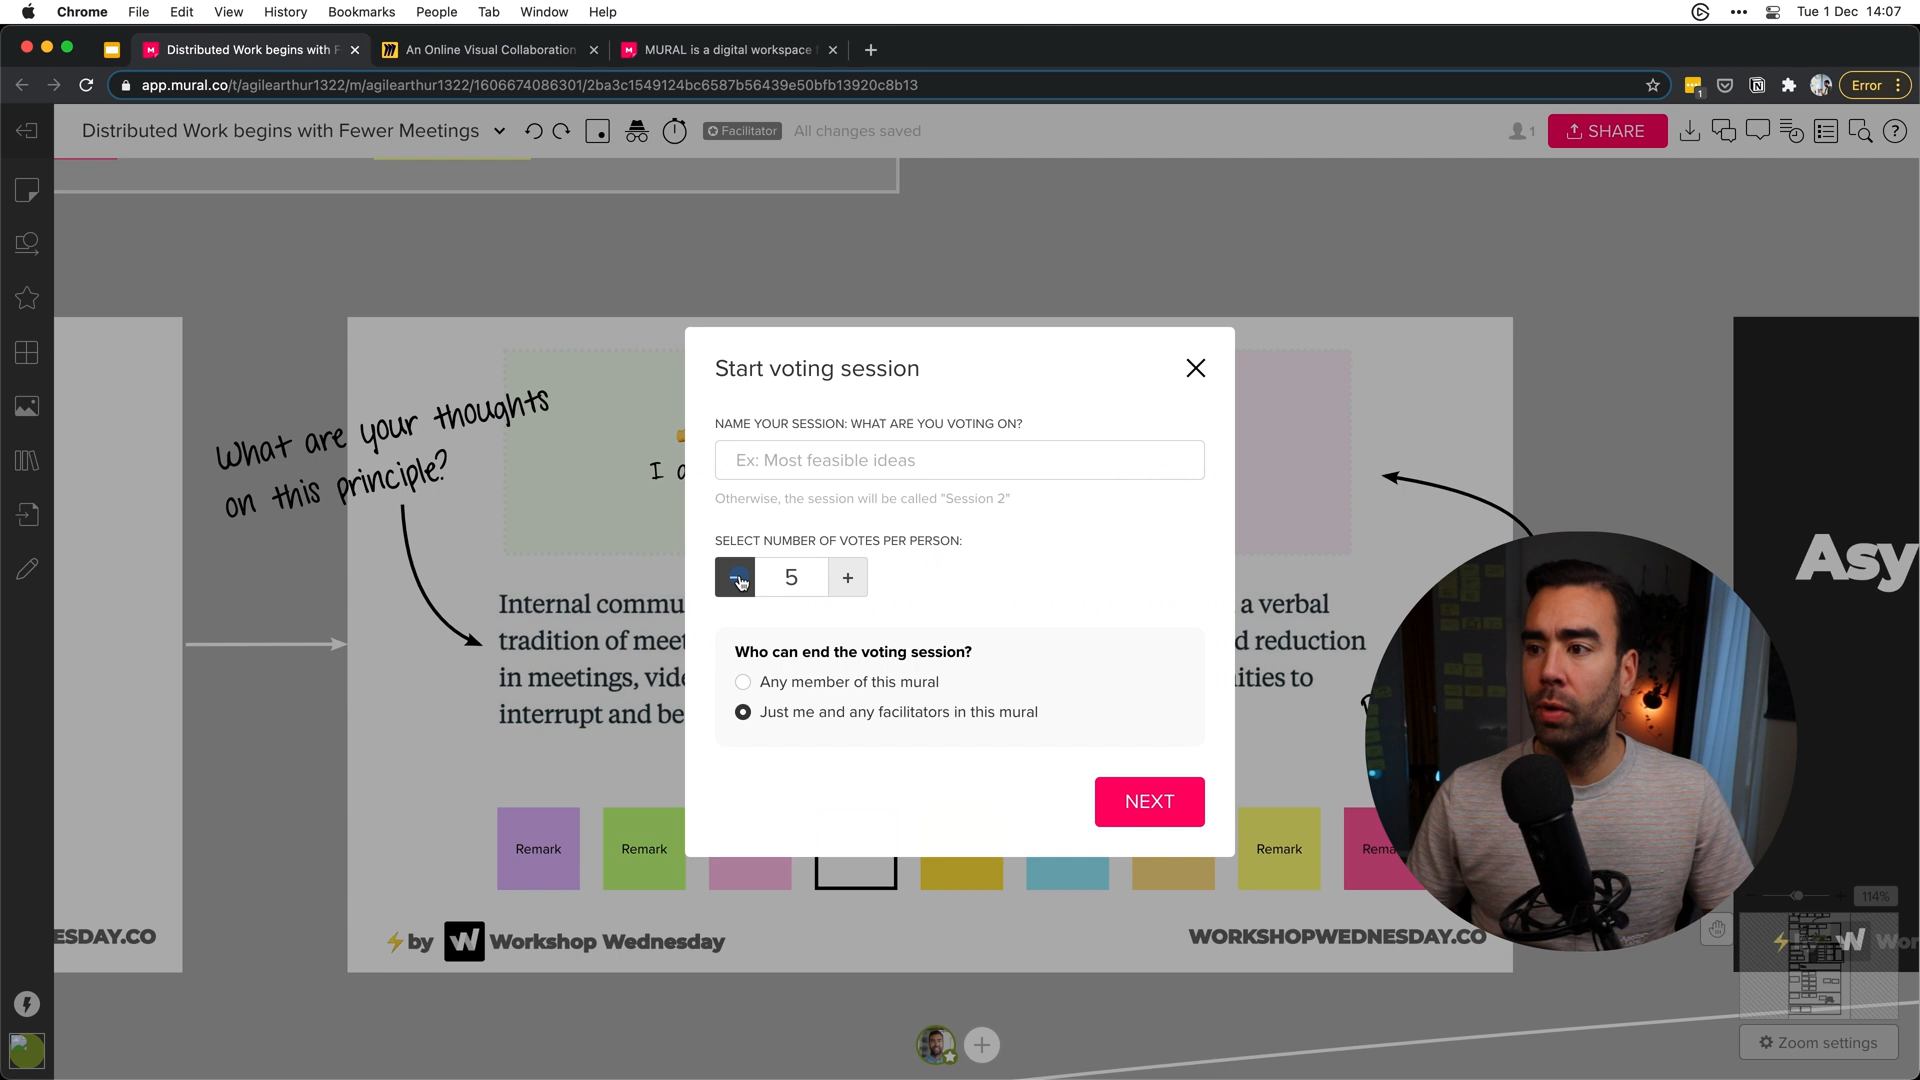 Chrome File Edit View History Bookmarks People Tab Window Help Tue 1 Dec 14:07
Distributed Work begins with F An Online Visual Collaboration MURAL is a digital workspace
app.mural.co/t/agilearthur1322/m/agilearthur1322/1606674086301/2ba3c1549124bc6587b56439e50bfb13920c8b13 1 Error
Distributed Work begins with Fewer Meetings Facilitator All changes saved 1 SHARE
Start voting session
What are your thoughts
on this principle?
NAME YOUR SESSION: WHAT ARE YOU VOTING ON?
Ex: Most feasible ideas
I a
Otherwise, the session will be called "Session 2"
SELECT NUMBER OF VOTES PER PERSON:
- 5 +
Asy
Internal commu a verbal
tradition of meet d reduction
in meetings, vide ities to
interrupt and be
Who can end the voting session?
Any member of this mural
Just me and any facilitators in this mural
NEXT
Remark Remark Remark Rema
114%
ESDAY.CO by W Workshop Wednesday WORKSHOPWEDNESDAY.CO W Wor
Zoom settings